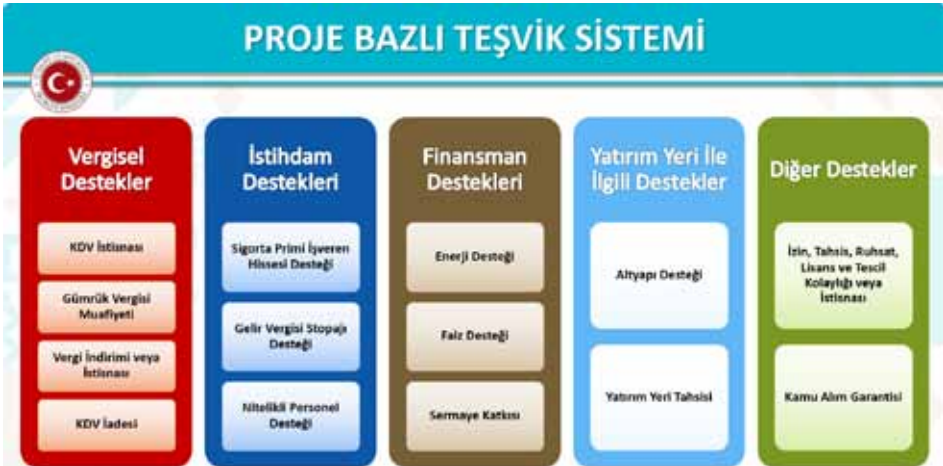 PROJE BAZLI TEŞVİK SİSTEMİ
Vergisel
Destekler
KDV İstisnası
Gümrük Vergisi
Muafiyeti
Vergi İndirimi veya
İstisnası
KDV İadesi
İstihdam
Destekleri
Sigorta Primi İşveren
Hissesi Desteği
Gelir Vergisi Stopajı
Desteği
Nitelikli Personel
Desteği
Finansman
Destekleri
Enerji Desteği
Faiz Desteği
Sermaye Katkısı
Yatırım Yeri İle
İlgili Destekler
Altyapı Desteği
Yatırım Yeri Tahsisi
Diğer Destekler
İzin, Tahsis, Ruhsat,
Lisans ve Tescil
Kolaylığı veya
İstisnası
Kamu Alım Garantisi